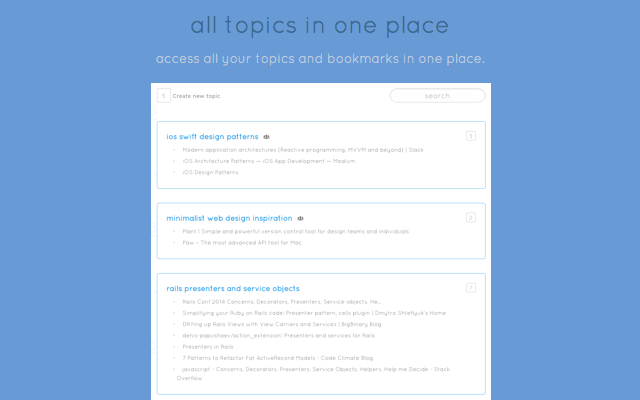 all topics in one place
access all your topics and bookmarks in one place.
Create new topic
search
ios swift design patterns
3
Modern application architectures (Reactive programming, MVVM and beyond) | Slack
iOS Architecture Patterns — iOS App Development — Medium
iOS Design Patterns
minimalist web design inspiration
2
Plant | Simple and powerful version control tool for design teams and individuals
Paw – The most advanced API tool for Mac
rails presenters and service objects
7
Rails Conf 2014 Concerns, Decorators, Presenters, Service objects, He...
Simplifying your Ruby on Rails code: Presenter pattern, cells plugin | Dmytro Shteflyuk's Home
DRYing up Rails Views with View Carriers and Services | BigBinary Blog
denis-papushaev/action_extension: Presenters and services for Rails
Presenters in Rails
7 Patterns to Refactor Fat ActiveRecord Models - Code Climate Blog
javascript - Concerns, Decorators, Presenters, Service Objects, Helpers, Help me Decide - Stack
Overflow